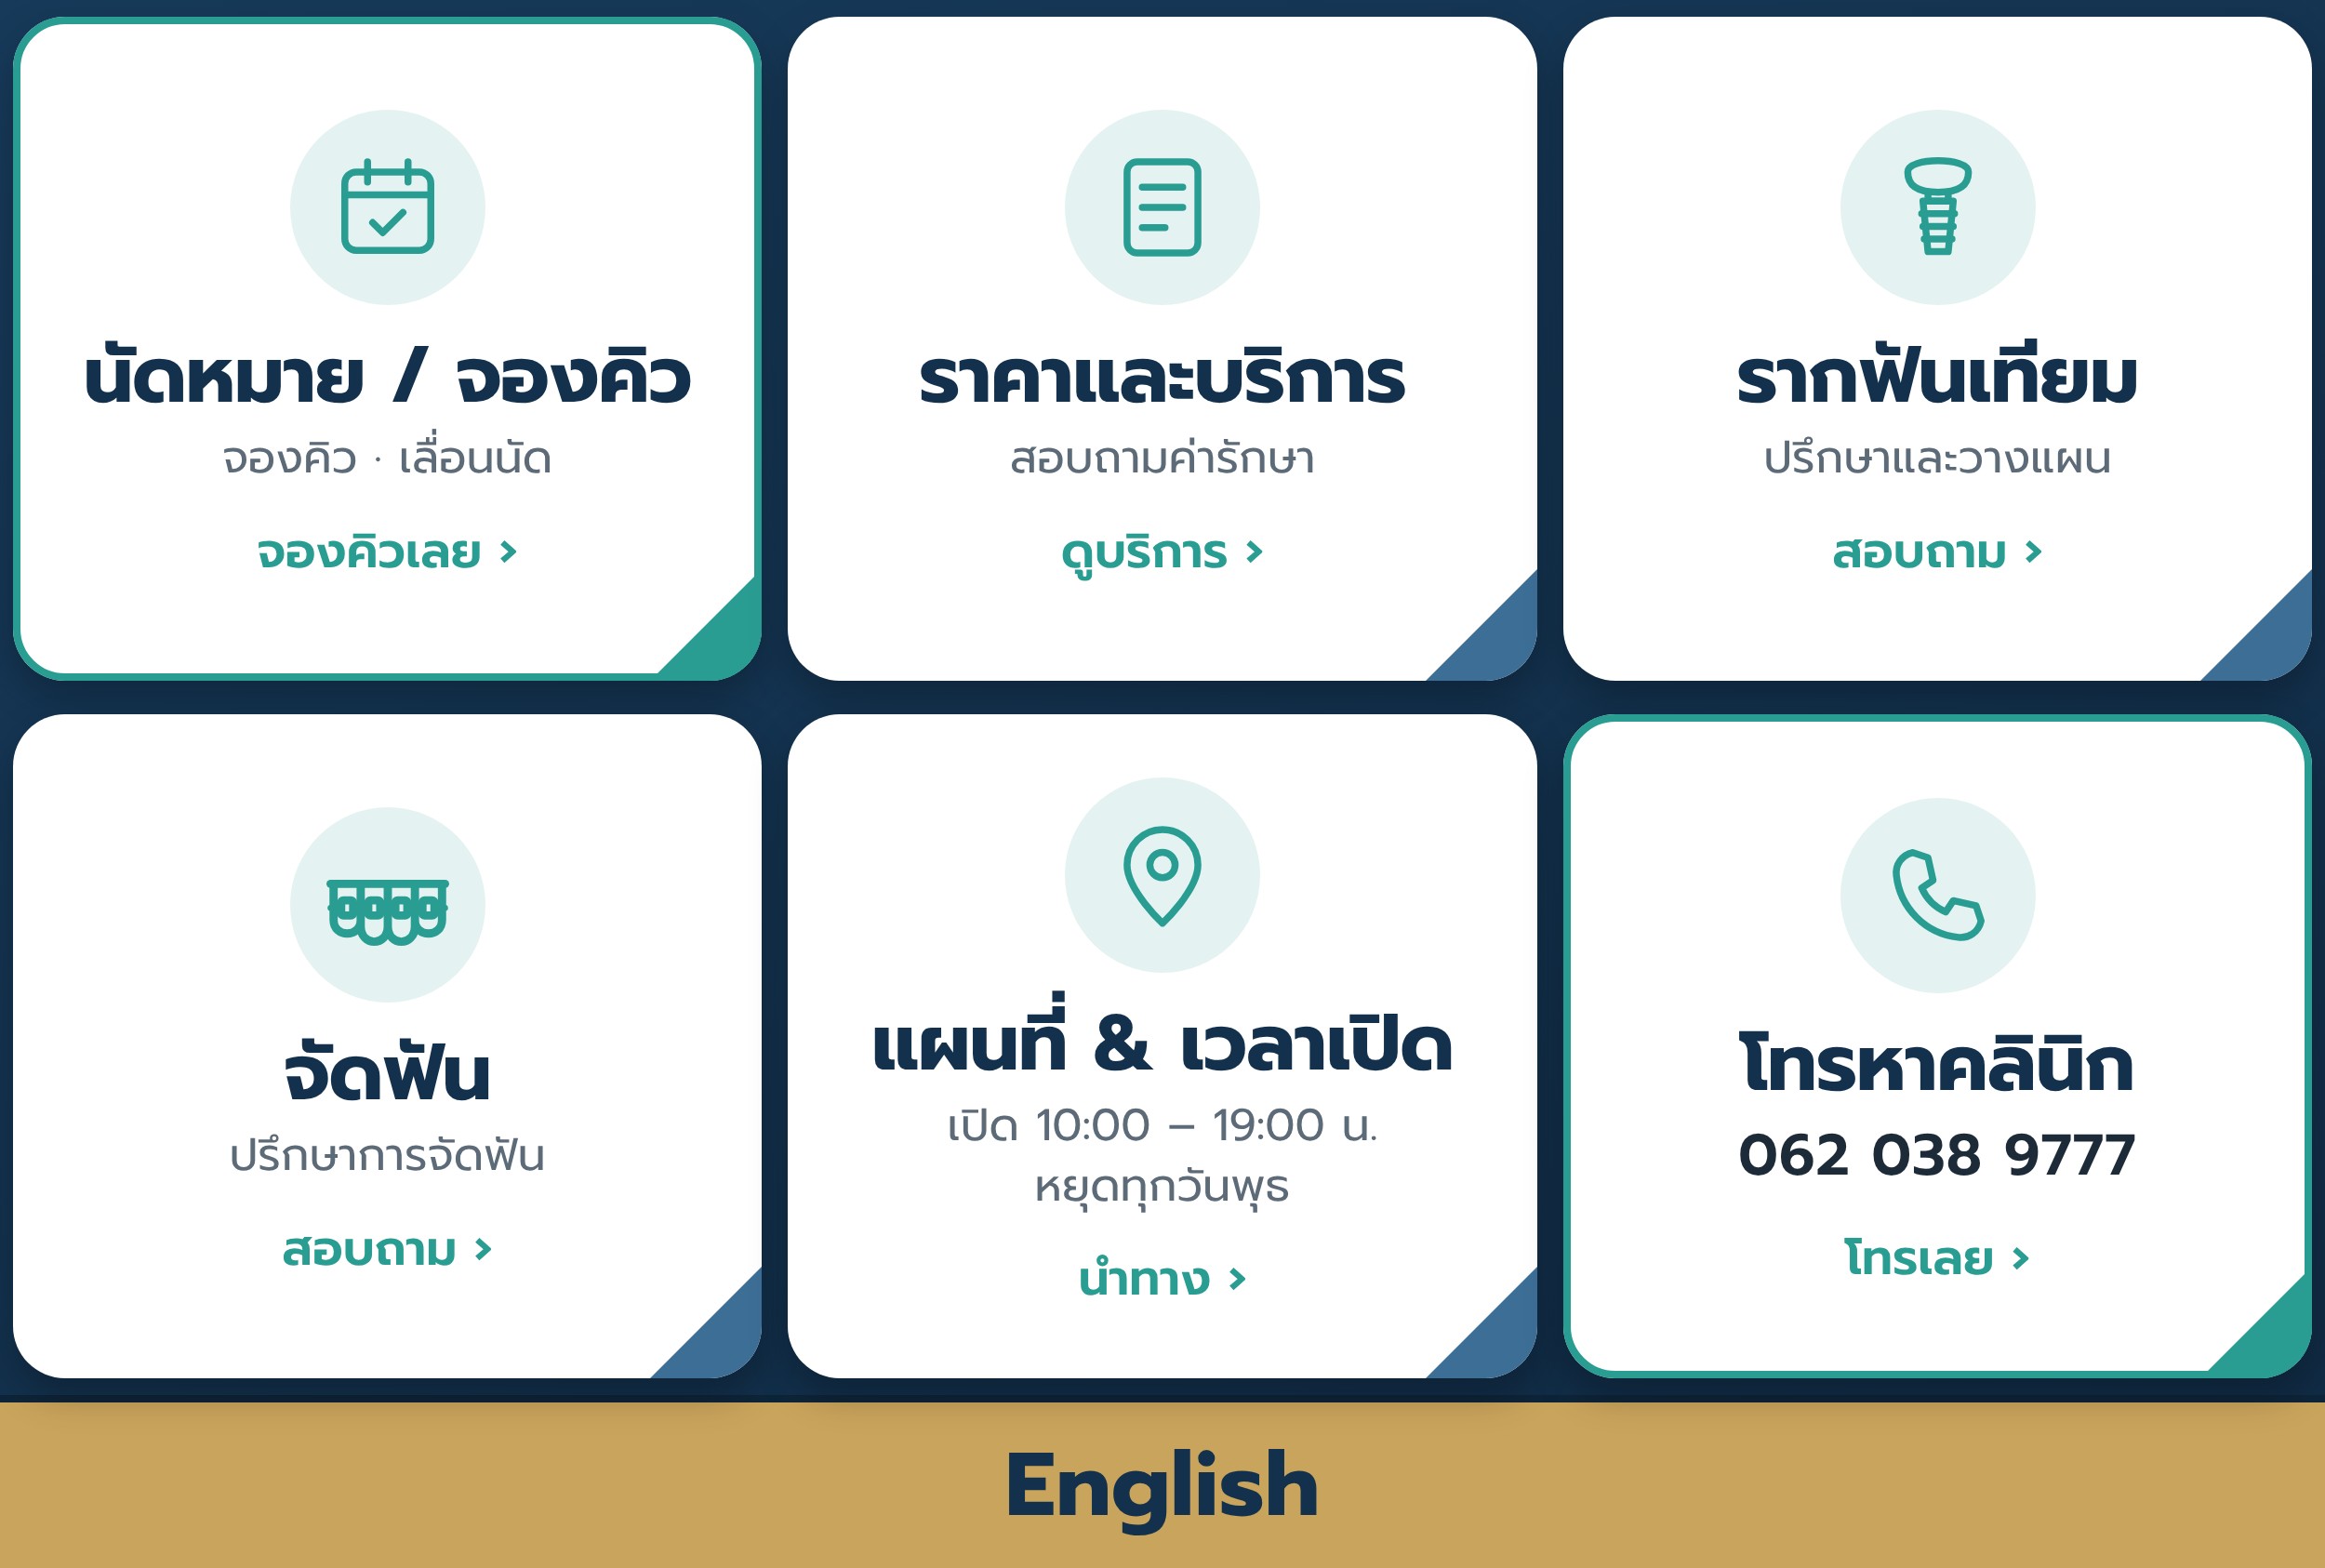 นัดหมาย / จองคิว
จองคิว · เลื่อนนัด
จองคิวเลย ›
ราคาและบริการ
สอบถามค่ารักษา
ดูบริการ ›
รากฟันเทียม
ปรึกษาและวางแผน
สอบถาม ›
จัดฟัน
ปรึกษาการจัดฟัน
สอบถาม ›
แผนที่ & เวลาเปิด
เปิด 10:00 – 19:00 น.
หยุดทุกวันพุธ
นำทาง ›
โทรหาคลินิก
062 038 9777
โทรเลย ›
English